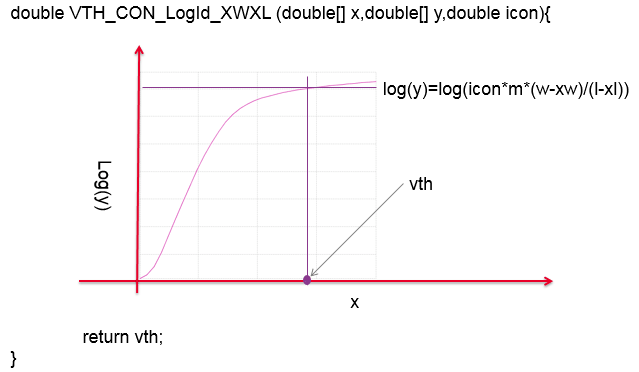 double VTH_CON_LogId_XWXL (double[] x,double[] y,double icon){
log(y)=log(icon*m*(w-xw)/(l-xl))
Log(y)
vth
x
return vth;
}